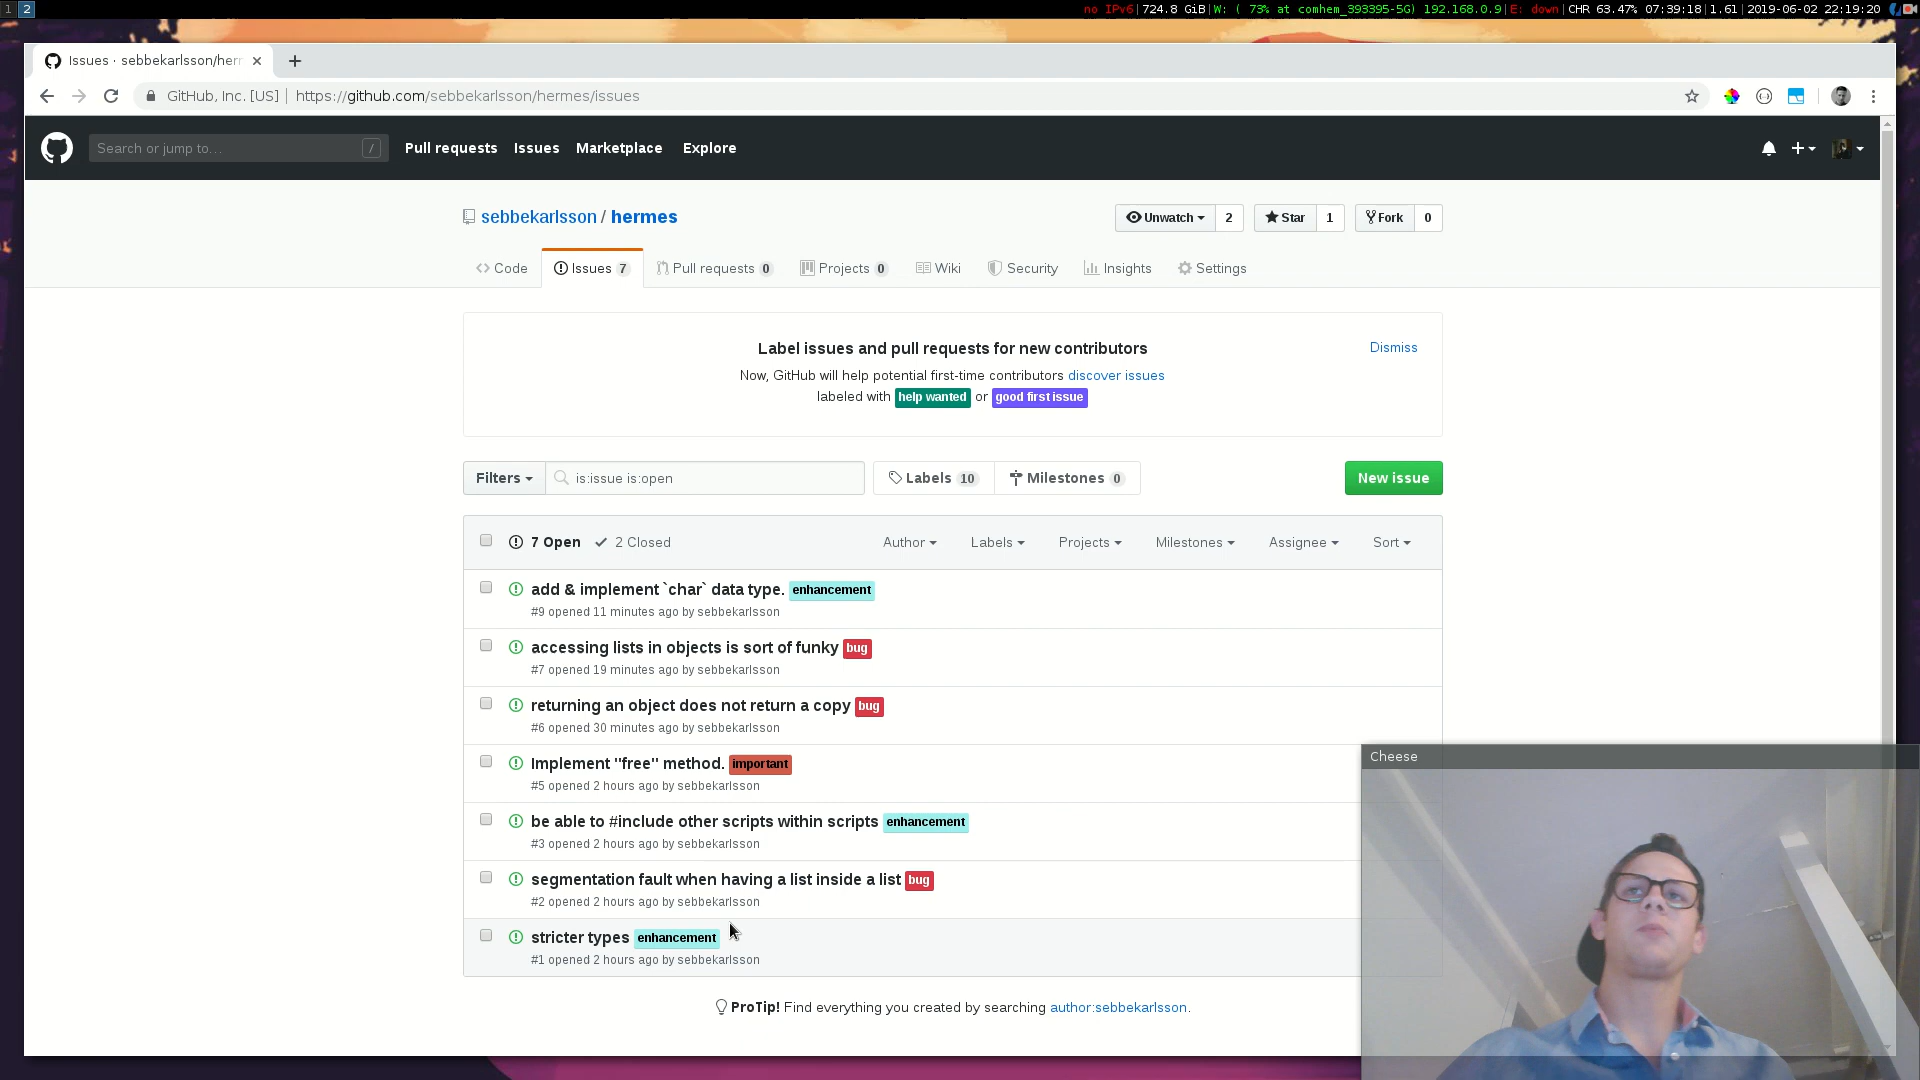 1 2 no IPv6|724.8 GiB|W: ( 73% at comhem_393395-5G) 192.168.0.9|E: down|CHR 63.47% 07:39:18|1.61|2019-06-02 22:19:20
Issues · sebbekarlsson/her
GitHub, Inc. [US] | https://github.com/sebbekarlsson/hermes/issues
Search or jump to… / Pull requests Issues Marketplace Explore
sebbekarlsson / hermes Unwatch 2 Star 1 Fork 0
Code Issues 7 Pull requests 0 Projects 0 Wiki Security Insights Settings
Label issues and pull requests for new contributors Dismiss
Now, GitHub will help potential first-time contributors discover issues
labeled with help wanted or good first issue
Filters is:issue is:open Labels 10 Milestones 0 New issue
7 Open 2 Closed Author Labels Projects Milestones Assignee Sort
add & implement `char` data type. enhancement
#9 opened 11 minutes ago by sebbekarlsson
accessing lists in objects is sort of funky bug
#7 opened 19 minutes ago by sebbekarlsson
returning an object does not return a copy bug
#6 opened 30 minutes ago by sebbekarlsson
Implement "free" method. important
#5 opened 2 hours ago by sebbekarlsson
be able to #include other scripts within scripts enhancement
#3 opened 2 hours ago by sebbekarlsson
segmentation fault when having a list inside a list bug
#2 opened 2 hours ago by sebbekarlsson
stricter types enhancement
#1 opened 2 hours ago by sebbekarlsson
ProTip! Find everything you created by searching author:sebbekarlsson.
Cheese